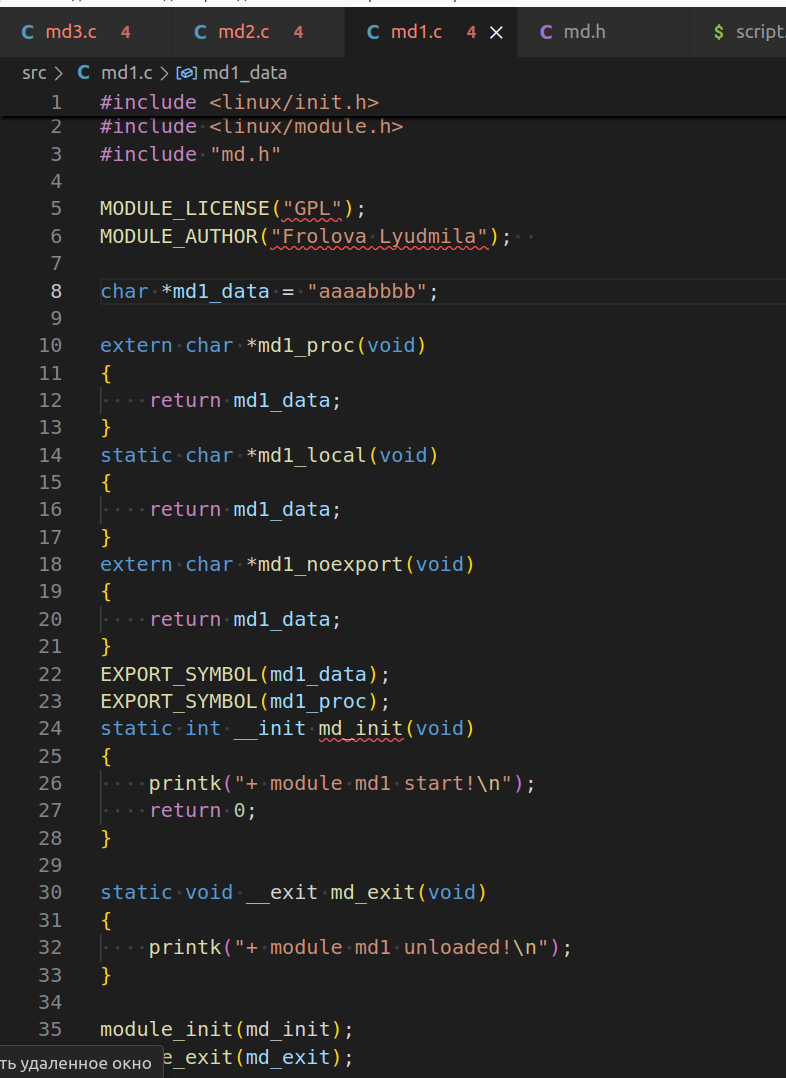 md3.c 4 md2.c 4 md1.c 4 md.h $ script.
src > C md1.c > md1_data
1 #include <linux/init.h>
2 #include <linux/module.h>
3 #include "md.h"
4
5 MODULE_LICENSE("GPL");
6 MODULE_AUTHOR("Frolova Lyudmila");
7
8 char *md1_data = "aaaabbbb";
9
10 extern char *md1_proc(void)
11 {
12     return md1_data;
13 }
14 static char *md1_local(void)
15 {
16     return md1_data;
17 }
18 extern char *md1_noexport(void)
19 {
20     return md1_data;
21 }
22 EXPORT_SYMBOL(md1_data);
23 EXPORT_SYMBOL(md1_proc);
24 static int __init md_init(void)
25 {
26     printk("+ module md1 start!\n");
27     return 0;
28 }
29
30 static void __exit md_exit(void)
31 {
32     printk("+ module md1 unloaded!\n");
33 }
34
35 module_init(md_init);
ть удаленное окно e_exit(md_exit);